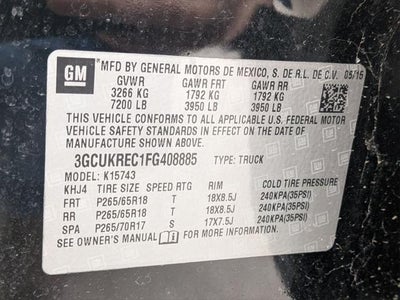 GM
MFD BY GENERAL MOTORS DE MEXICO, S. DE R.L. DE C.V. 05/15
GVWR GAWR FRT GAWR RR
3266 KG 1792 KG 1792 KG
7200 LB 3950 LB 3950 LB
THIS VEHICLE CONFORMS TO ALL APPLICABLE U.S. FEDERAL MOTOR
VEHICLE SAFETY AND THEFT PREVENTION STANDARDS IN EFFECT ON THE DATE OF
MANUFACTURE SHOWN ABOVE.
3GCUKREC1FG408885 TYPE: TRUCK
MODEL: K15743
KHJ4 TIRE SIZE SPEED RTG RIM COLD TIRE PRESSURE
FRT P265/65R18 T 18X8.5J 240KPA(35PSI)
RR P265/65R18 T 18X8.5J 240KPA(35PSI)
SPA P265/70R17 S 17X7.5J 240KPA(35PSI)
SEE OWNER'S MANUAL FOR MORE INFORMATION.